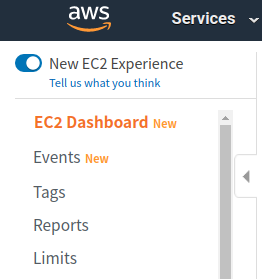 aws
Services
New EC2 Experience
Tell us what you think
EC2 Dashboard New
Events New
Tags
Reports
Limits